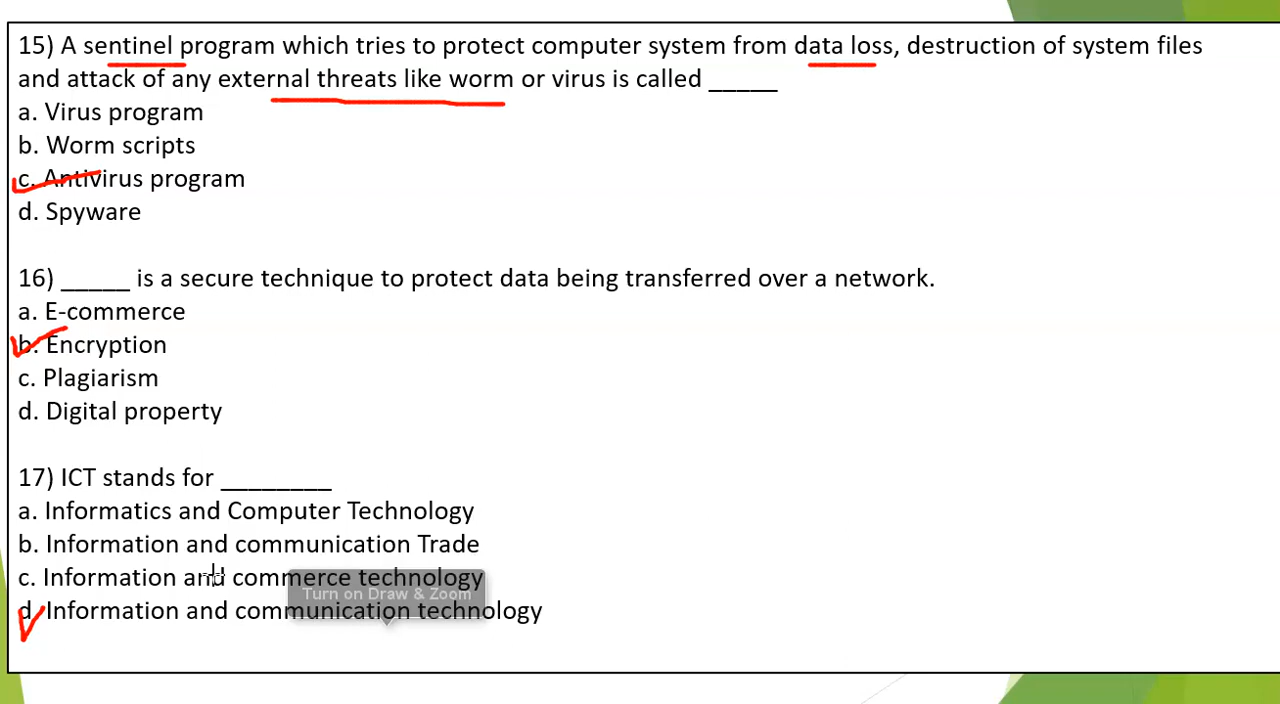 15) A sentinel program which tries to protect computer system from data loss, destruction of system files
and attack of any external threats like worm or virus is called _____
a. Virus program
b. Worm scripts
c. Antivirus program
d. Spyware
16) _____ is a secure technique to protect data being transferred over a network.
a. E-commerce
b. Encryption
c. Plagiarism
d. Digital property
17) ICT stands for ________
a. Informatics and Computer Technology
b. Information and communication Trade
c. Information and commerce technology
Turn on Draw & Zoom
d. Information and communication technology